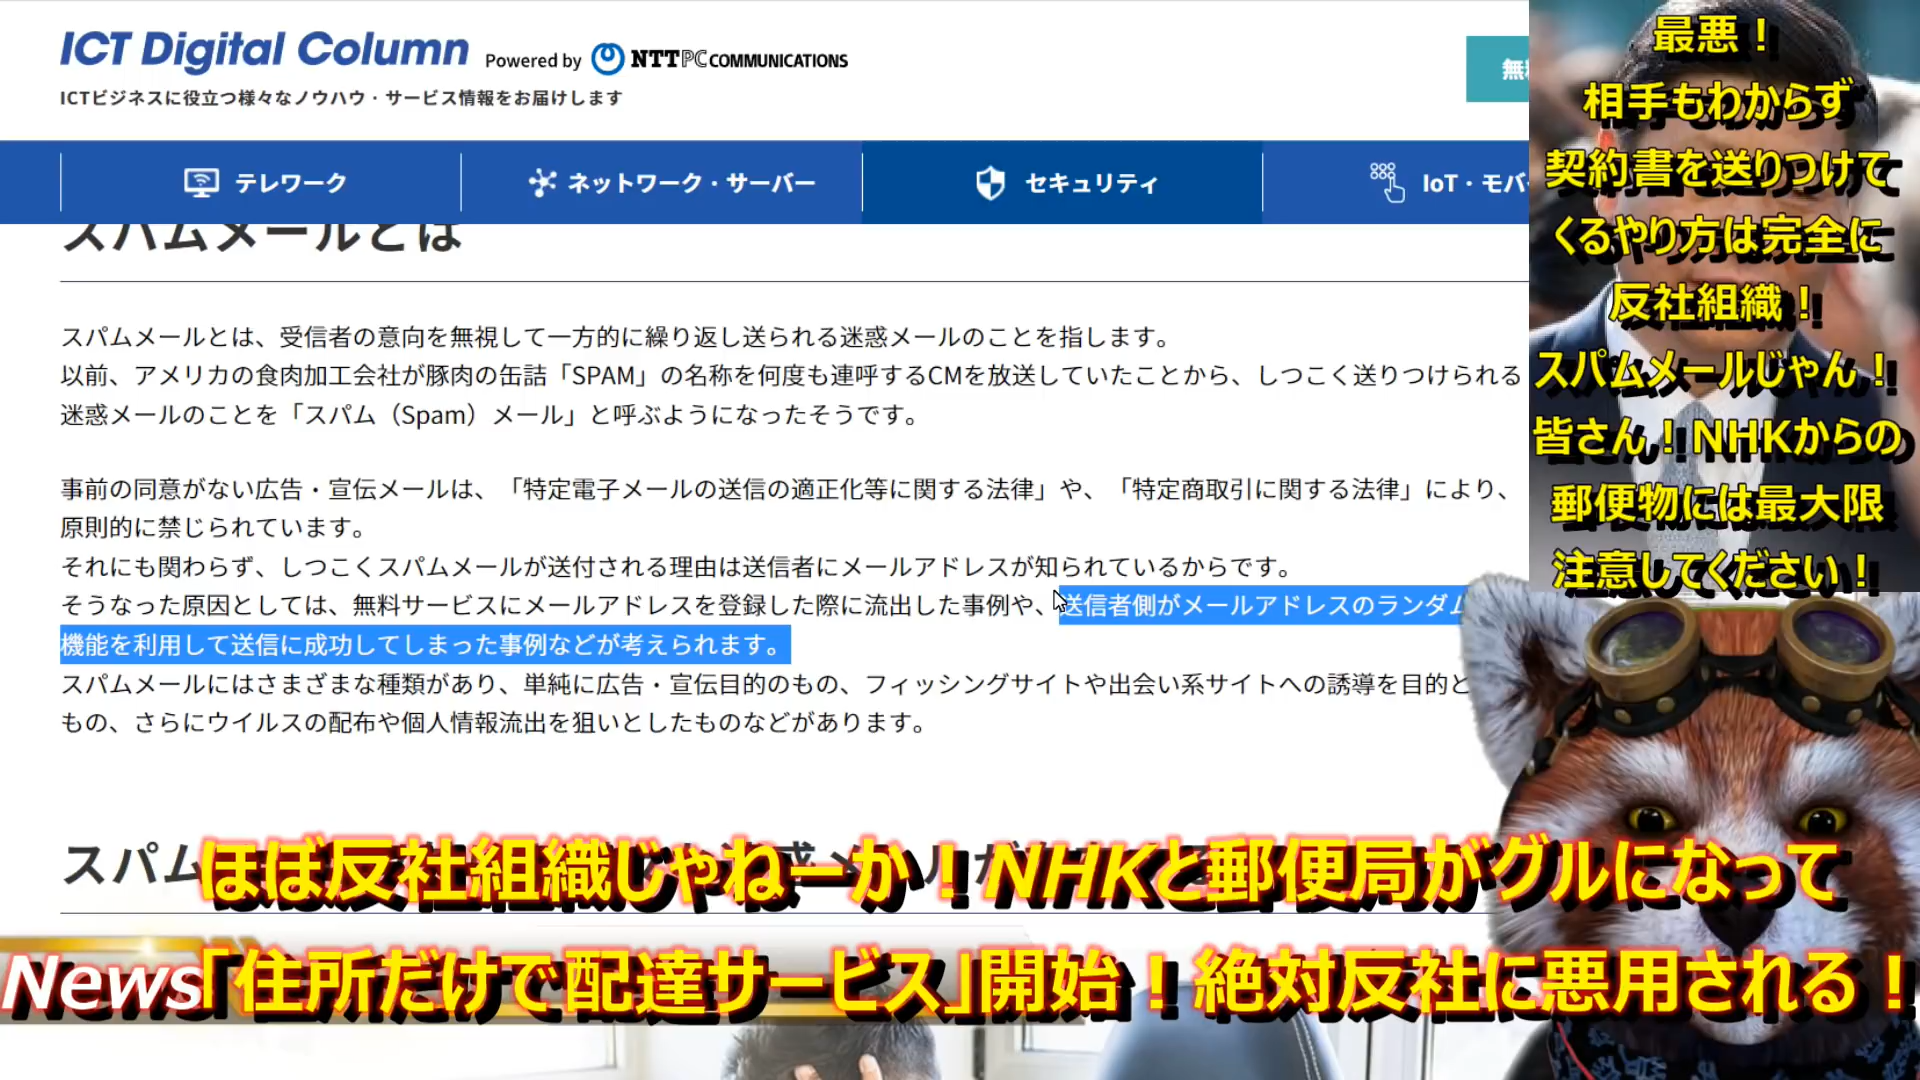 ICT Digital Column Powered by NTTPC COMMUNICATIONS
ICTビジネスに役立つ様々なノウハウ・サービス情報をお届けします
テレワーク
ネットワーク・サーバー
セキュリティ
スパムメールとは
スパムメールとは、受信者の意向を無視して一方的に繰り返し送られる迷惑メールのことを指します。
以前、アメリカの食肉加工会社が豚肉の缶詰「SPAM」の名称を何度も連呼するCMを放送していたことから、しつこく送りつけられる
迷惑メールのことを「スパム（Spam）メール」と呼ぶようになったそうです。
事前の同意がない広告・宣伝メールは、「特定電子メールの送信の適正化等に関する法律」や、「特定商取引に関する法律」により、
原則的に禁じられています。
それにも関わらず、しつこくスパムメールが送付される理由は送信者にメールアドレスが知られているからです。
そうなった原因としては、無料サービスにメールアドレスを登録した際に流出した事例や、送信者側がメールアドレスのランダム
機能を利用して送信に成功してしまった事例などが考えられます。
スパムメールにはさまざまな種類があり、単純に広告・宣伝目的のもの、フィッシングサイトや出会い系サイトへの誘導を目的と
もの、さらにウイルスの配布や個人情報流出を狙いとしたものなどがあります。
最悪！
相手もわからず
契約書を送りつけて
くるやり方は完全に
反社組織！
スパムメールじゃん！
皆さん！NHKからの
郵便物には最大限
注意してください！
スパム
ほぼ反社組織じゃねーか！NHKと郵便局がグルになって
News「住所だけで配達サービス」開始！絶対反社に悪用される！